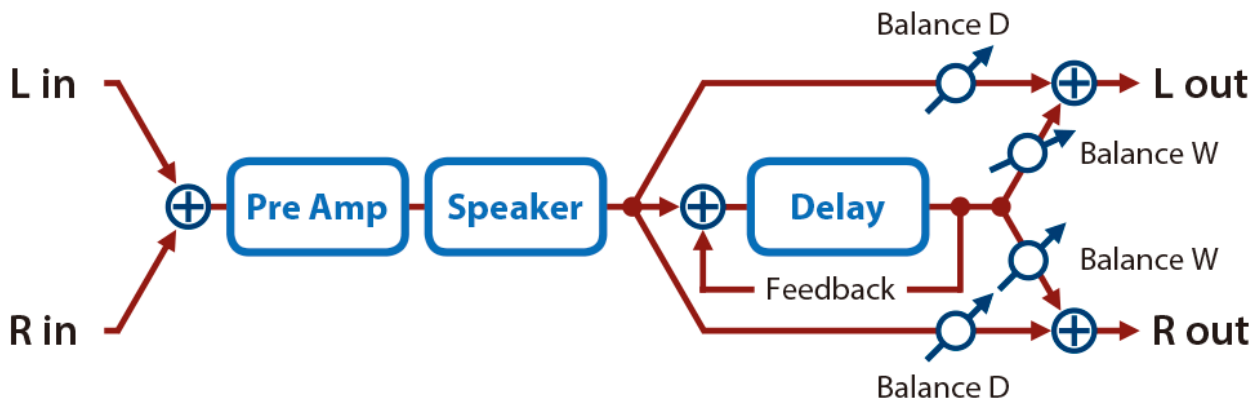 Balance D
L in
L out
Balance W
Pre Amp
Speaker
Delay
Balance W
Feedback
R in
R out
Balance D